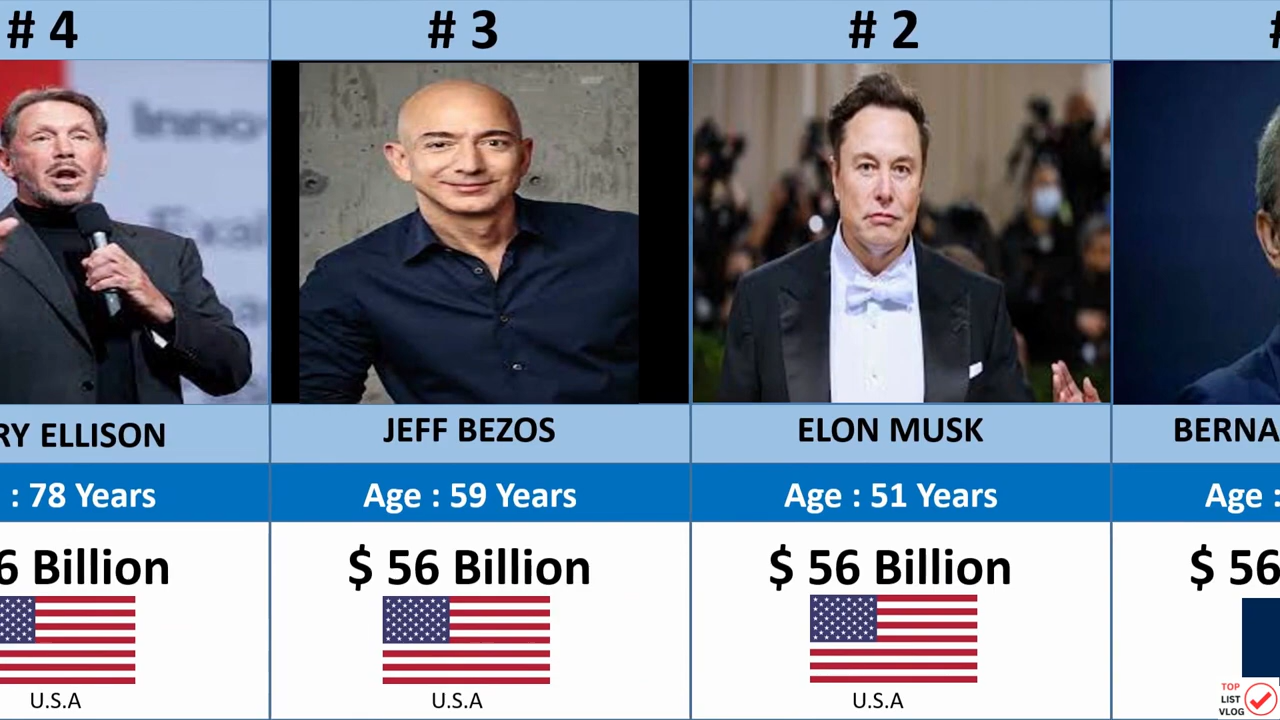 # 4
# 3
# 2
#
RY ELLISON
JEFF BEZOS
ELON MUSK
BERNA
: 78 Years
Age : 59 Years
Age : 51 Years
Age :
6 Billion
$ 56 Billion
$ 56 Billion
$ 56
U.S.A
U.S.A
U.S.A
TOP
LIST
VLOG